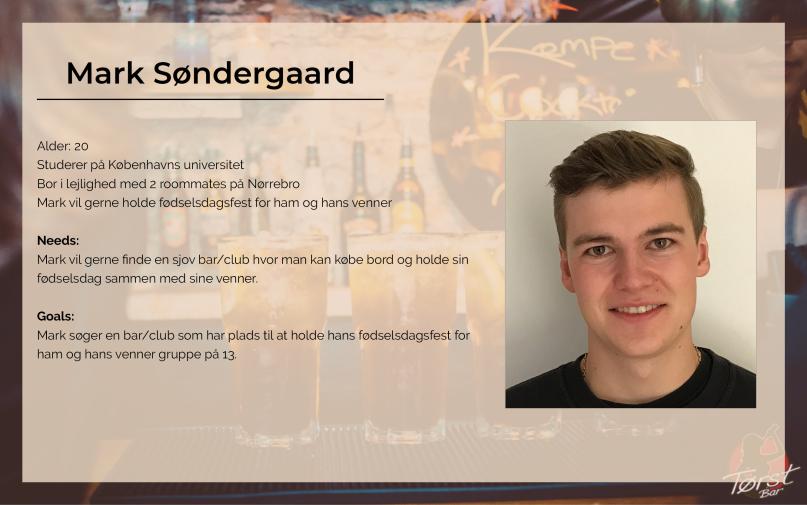 Mark Søndergaard
Alder: 20
Studerer på Københavns universitet
Bor i lejlighed med 2 roommates på Nørrebro
Mark vil gerne holde fødselsdagsfest for ham og hans venner
Needs:
Mark vil gerne finde en sjov bar/club hvor man kan købe bord og holde sin
fødselsdag sammen med sine venner.
Goals:
Mark søger en bar/club som har plads til at holde hans fødselsdagsfest for
ham og hans venner gruppe på 13.
Kæmpe
Tørst
Bar